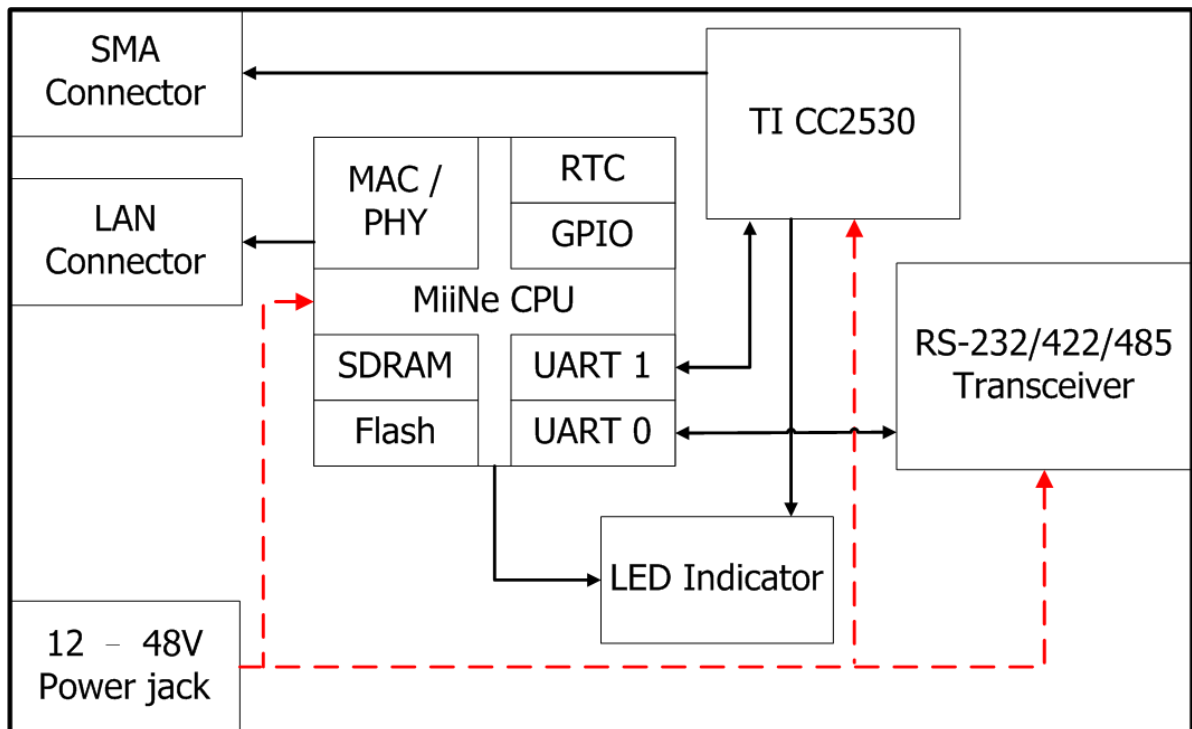 SMA
Connector
TI CC2530
MAC /
PHY
RTC
GPIO
LAN
Connector
MiiNe CPU
SDRAM
UART 1
Flash
UART 0
RS-232/422/485
Transceiver
LED Indicator
12 – 48V
Power jack